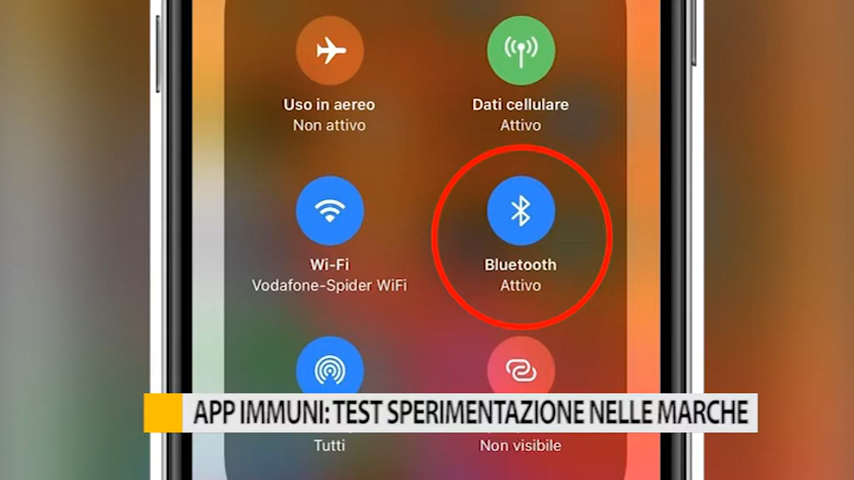 Uso in aereo
Non attivo
Dati cellulare
Attivo
Wi-Fi
Vodafone-Spider WiFi
Bluetooth
Attivo
APP IMMUNI: TEST SPERIMENTAZIONE NELLE MARCHE
Tutti
Non visibile